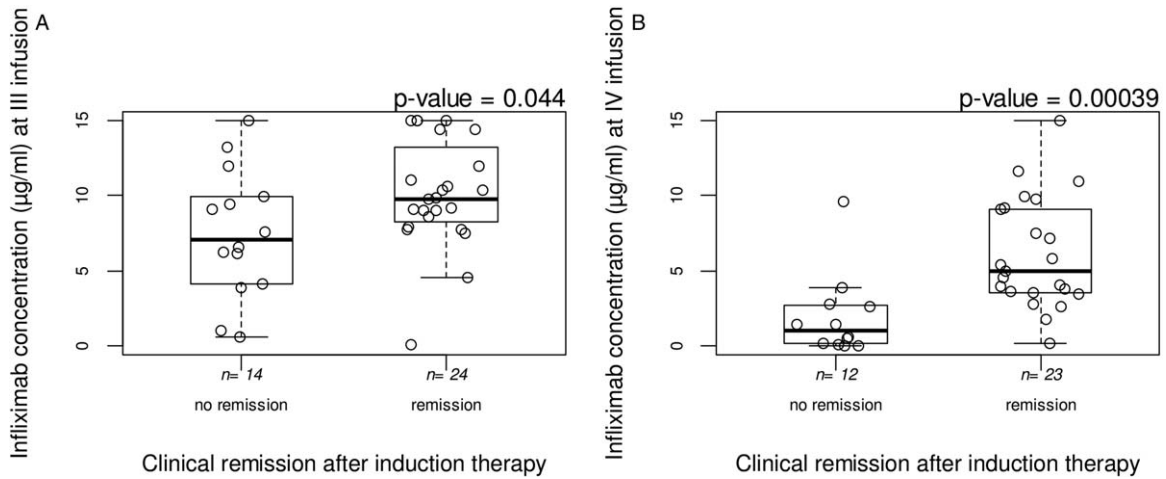 A
Infliximab concentration (µg/ml) at III infusion
p-value = 0.044
15
10
5
0
n= 14
n= 24
no remission
remission
Clinical remission after induction therapy
B
Infliximab concentration (µg/ml) at IV infusion
p-value = 0.00039
15
10
5
0
n= 12
n= 23
no remission
remission
Clinical remission after induction therapy